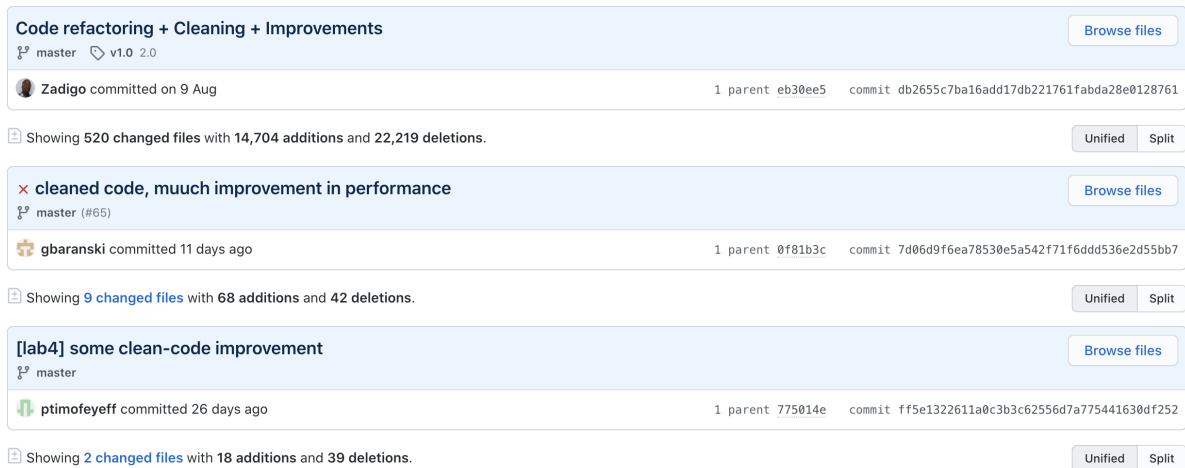 Code refactoring + Cleaning + Improvements
Browse files
master v1.0 2.0
Zadigo committed on 9 Aug 1 parent eb30ee5 commit db2655c7ba16add17db221761fabda28e0128761
Showing 520 changed files with 14,704 additions and 22,219 deletions. Unified Split
cleaned code, muuch improvement in performance
Browse files
master (#65)
gbaranski committed 11 days ago 1 parent 0f81b3c commit 7d06d9f6ea78530e5a542f71f6ddd536e2d55bb7
Showing 9 changed files with 68 additions and 42 deletions. Unified Split
[lab4] some clean-code improvement
Browse files
master
ptimofeyeff committed 26 days ago 1 parent 775014e commit ff5e1322611a0c3b3c62556d7a775441630df252
Showing 2 changed files with 18 additions and 39 deletions. Unified Split